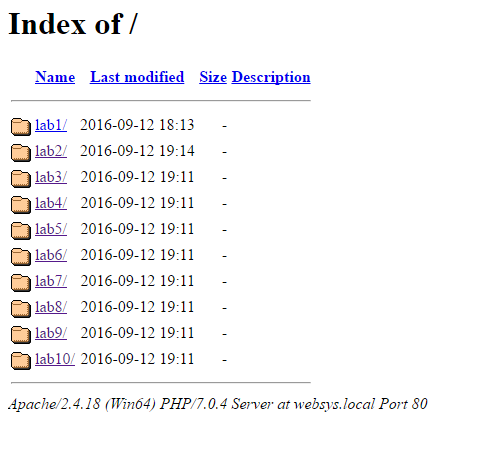 Index of /
Name Last modified Size Description
lab1/ 2016-09-12 18:13 -
lab2/ 2016-09-12 19:14 -
lab3/ 2016-09-12 19:11 -
lab4/ 2016-09-12 19:11 -
lab5/ 2016-09-12 19:11 -
lab6/ 2016-09-12 19:11 -
lab7/ 2016-09-12 19:11 -
lab8/ 2016-09-12 19:11 -
lab9/ 2016-09-12 19:11 -
lab10/ 2016-09-12 19:11 -
Apache/2.4.18 (Win64) PHP/7.0.4 Server at websys.local Port 80